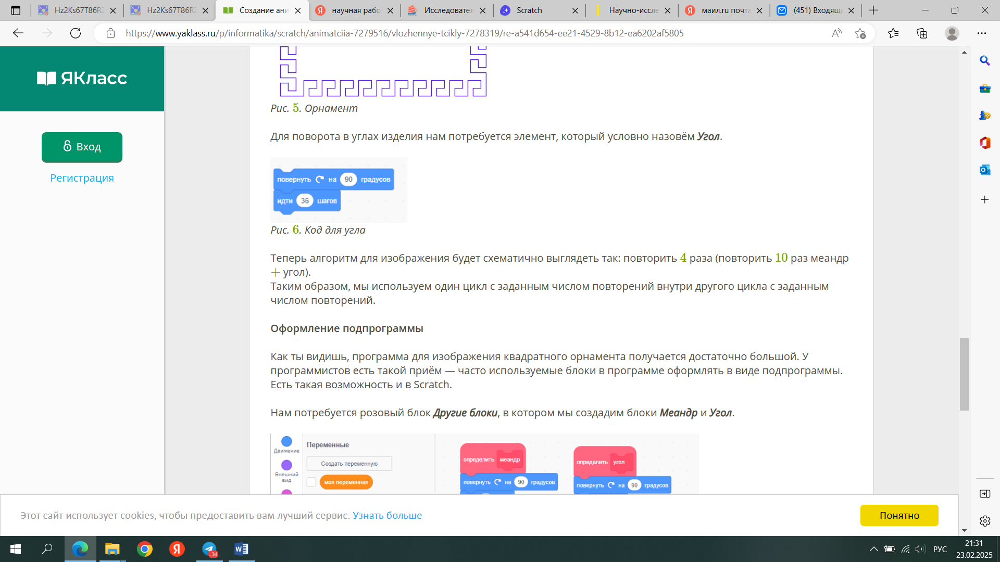 Hz2Ks67T86RZ
Hz2Ks67T86RZ
Создание ани
научная рабо
Исследовател
Scratch
Научно-иссле
маил.ru почта
(451) Входящи
https://www.yaklass.ru/p/informatika/scratch/animatciia-7279516/vlozhennye-tcikly-7278319/re-a541d654-ee21-4529-8b12-ea6202af5805
ЯКласс
Вход
Регистрация
Рис. 5. Орнамент
Для поворота в углах изделия нам потребуется элемент, который условно назовём Угол.
повернуть на 90 градусов
идти 36 шагов
Рис. 6. Код для угла
Теперь алгоритм для изображения будет схематично выглядеть так: повторить 4 раза (повторить 10 раз меандр
+ угол).
Таким образом, мы используем один цикл с заданным числом повторений внутри другого цикла с заданным
числом повторений.
Оформление подпрограммы
Как ты видишь, программа для изображения квадратного орнамента получается достаточно большой. У
программистов есть такой приём — часто используемые блоки в программе оформлять в виде подпрограммы.
Есть такая возможность и в Scratch.
Нам потребуется розовый блок Другие блоки, в котором мы создадим блоки Меандр и Угол.
Движение
Внешний
вид
Переменные
Создать переменную
моя переменная
определить меандр
повернуть на 90 градусов
определить угол
повернуть на 90 градусов
Этот сайт использует cookies, чтобы предоставить вам лучший сервис. Узнать больше
Понятно
..34
РУС
21:31
23.02.2025